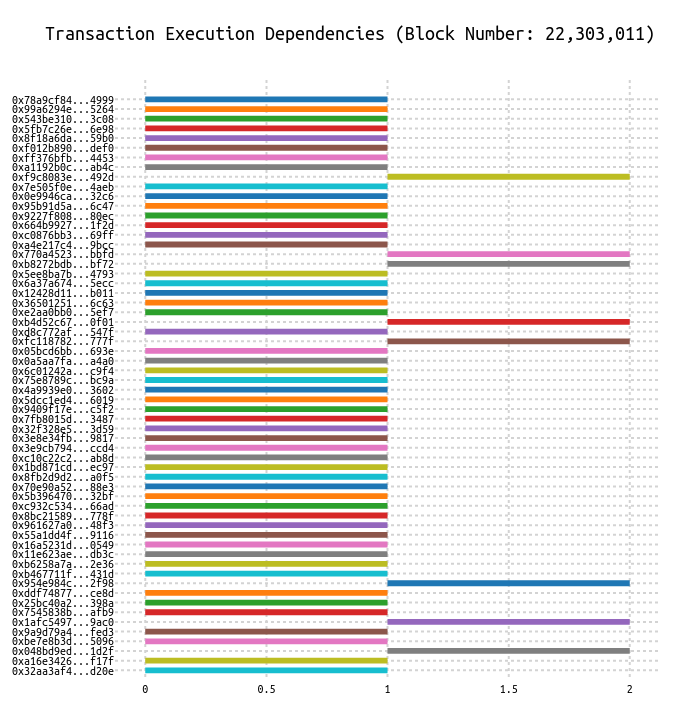 Transaction Execution Dependencies (Block Number: 22,303,011)
0x78a9cf84...4999
0x99a6294e...5264
0x543be310...3c08
0x5fb7c26e...6e98
0x8f18a6da...59b0
0xf012b890...def0
0xff376bfb...4453
0xa1192b0c...ab4c
0xf9c8083e...492d
0x7e505f0e...4aeb
0x0e9946ca...32c6
0x95b91d5a...6c47
0x9227f808...80ec
0x664b9927...1f2d
0xc0876bb3...69ff
0xa4e217c4...9bcc
0x770a4523...bbfd
0xb8272bdb...bf72
0x5ee8ba7b...4793
0x6a37a674...5ecc
0x12428d11...b011
0x36501251...6c63
0xe2aa0bb0...5ef7
0xb4d52c67...0f01
0xd8c772af...547f
0xfc118782...777f
0x05bcd6bb...693e
0x0a5aa7fa...a4a0
0x6c01242a...c9f4
0x75e8789c...bc9a
0x4a9939e0...3602
0x5dcc1ed4...6019
0x9409f17e...c5f2
0x7fb8015d...3487
0x32f328e5...3d59
0x3e8e34fb...9817
0x3e9cb794...ccd4
0xc10c22c2...ab8d
0x1bd871cd...ec97
0x8fb2d9d2...a0f5
0x70e90a52...88e3
0x5b396470...32bf
0xc932c534...66ad
0x8bc21589...778f
0x961627a0...48f3
0x55a1dd4f...9116
0x16a5231d...0549
0x11e623ae...db3c
0xb6258a7a...2e36
0xb467711f...431d
0x954e984c...2f98
0xddf74877...ce8d
0x25bc40a2...398a
0x7545838b...afb9
0x1afc5497...9ac0
0x9a9d79a4...fed3
0xbe7e8b3d...5096
0x048bd9ed...1d2f
0xa16e3426...f17f
0x32aa3af4...d20e
0 0.5 1 1.5 2